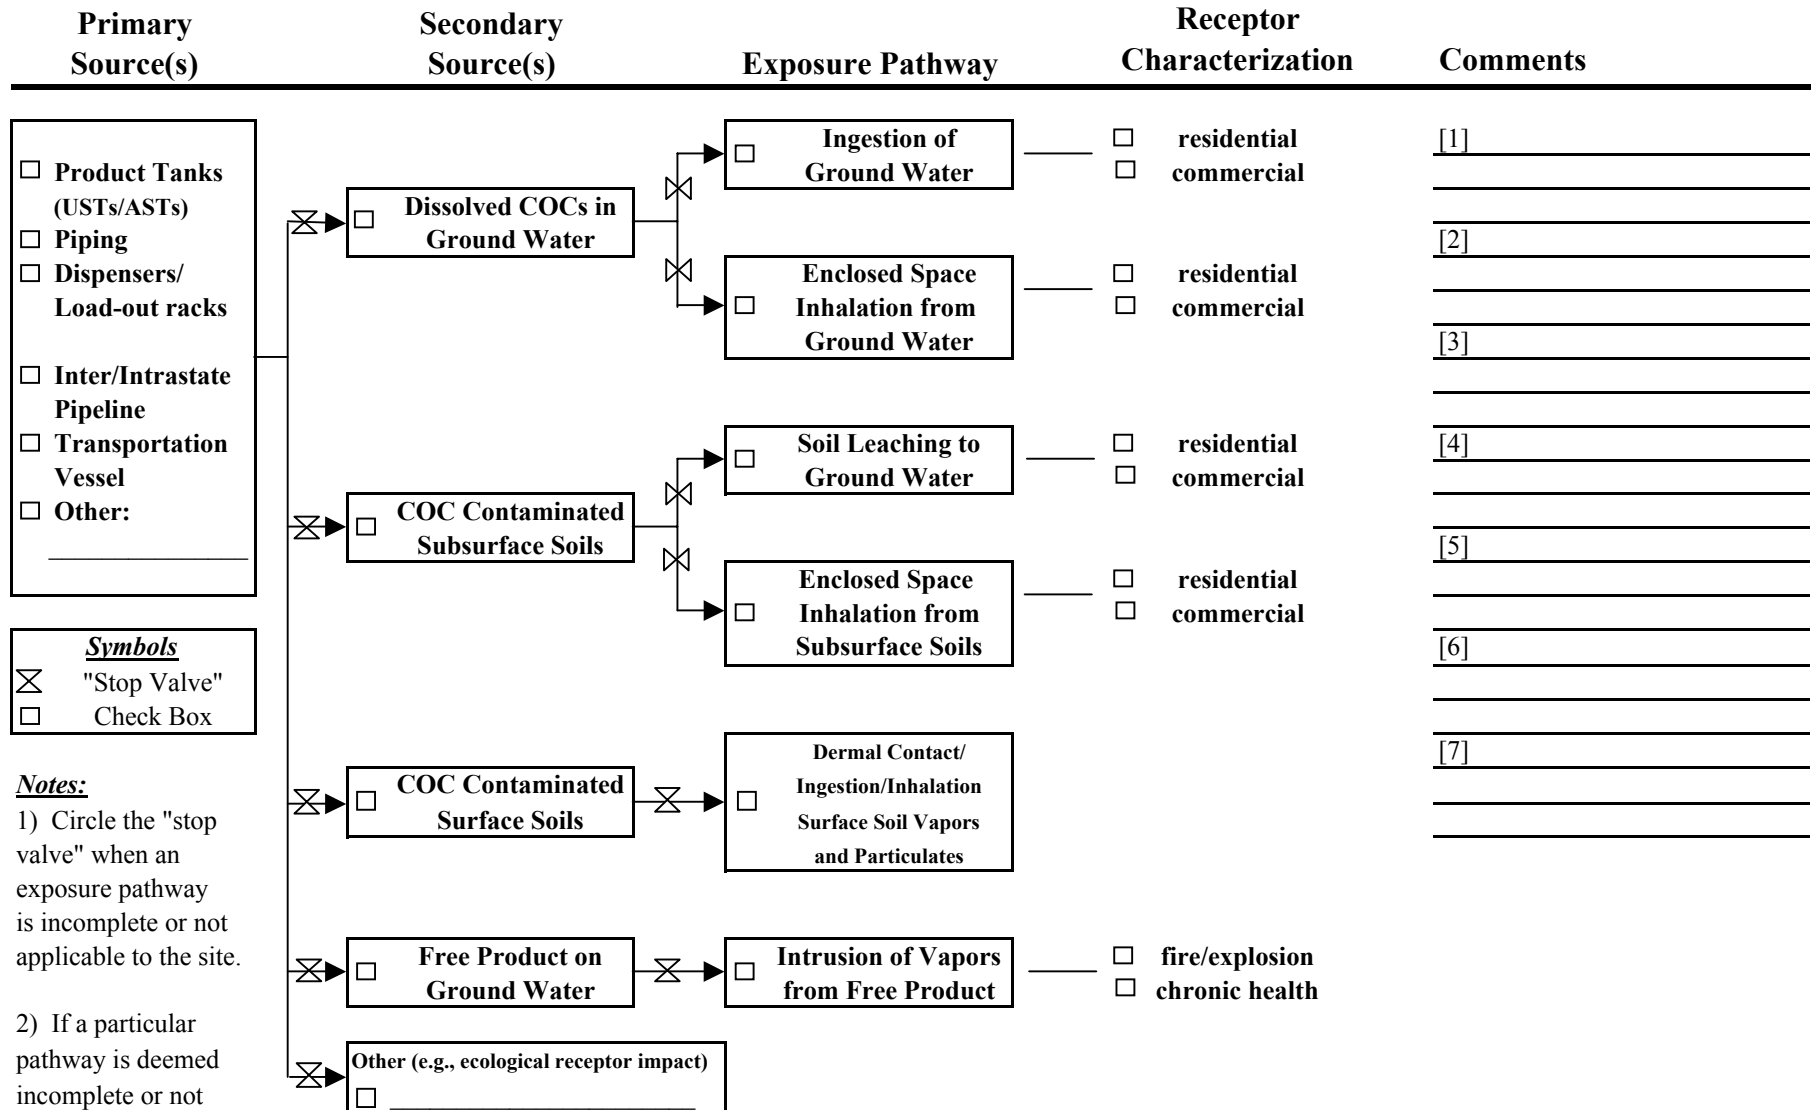 Primary
Source(s)
Secondary
Source(s)
Exposure Pathway
Receptor
Characterization
Comments
Product Tanks
(USTs/ASTs)
Piping
Dispensers/
Load-out racks
Inter/Intrastate
Pipeline
Transportation
Vessel
Other:
Symbols
"Stop Valve"
Check Box
Notes:
1) Circle the "stop
valve" when an
exposure pathway
is incomplete or not
applicable to the site.
2) If a particular
pathway is deemed
incomplete or not
Dissolved COCs in
Ground Water
COC Contaminated
Subsurface Soils
COC Contaminated
Surface Soils
Free Product on
Ground Water
Other (e.g., ecological receptor impact)
Ingestion of
Ground Water
Enclosed Space
Inhalation from
Ground Water
Soil Leaching to
Ground Water
Enclosed Space
Inhalation from
Subsurface Soils
Dermal Contact/
Ingestion/Inhalation
Surface Soil Vapors
and Particulates
Intrusion of Vapors
from Free Product
residential
commercial
residential
commercial
residential
commercial
residential
commercial
fire/explosion
chronic health
[1]
[2]
[3]
[4]
[5]
[6]
[7]